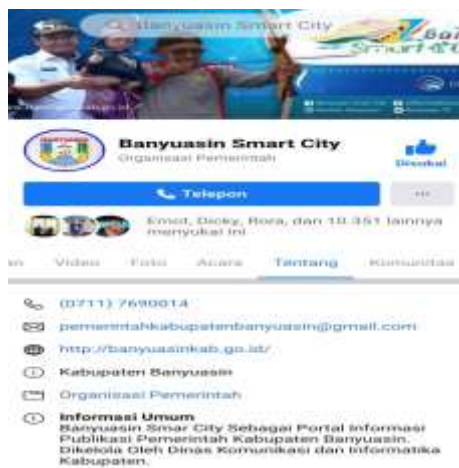 Banyuasin Smart City
Banyuasin Smart City
Organisasi Pemerintah
Disukai
Telepon
Emot, Dicky, Rora, dan 10.351 lainnya
menyukai ini
Video Foto Acara Tentang Komunitas
(0711) 7690014
pemerintahkabupatenbanyuasin@gmail.com
http://banyuasinkab.go.id/
Kabupaten Banyuasin
Organisasi Pemerintah
Informasi Umum
Banyuasin Smar City Sebagai Portal Informasi
Publikasi Pemerintah Kabupaten Banyuasin.
Dikelola Oleh Dinas Komunikasi dan Informatika
Kabupaten.